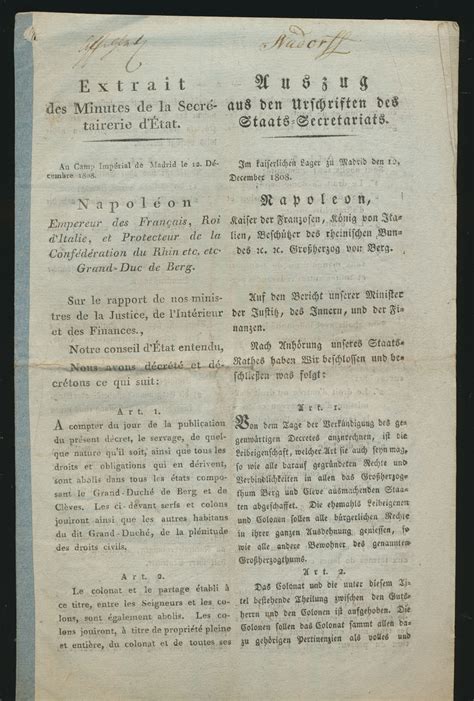 Extrait
des Minutes de la Secré-
tairerie d'État.
Au Camp Impérial de Madrid le 12. Dé-
cembre 1808.
Napoléon
Empereur des Français, Roi
d'Italie, et Protecteur de la
Confédération du Rhin etc. etc.
Grand-Duc de Berg.
Sur le rapport de nos minis-
tres de la Justice, de l'Intérieur
et des Finances.,
Notre conseil d'État entendu,
Nous avons décrété et dé-
crétons ce qui suit:
Art. 1.
A compter du jour de la publication
du présent décret, le servage, de quel-
que nature qu'il soit, ainsi que tous les
droits et obligations qui en dérivent,
sont abolis dans tous les états compo-
sent le Grand-Duché de Berg et de
Clèves. Les ci-devant serfs et colons
jouiront ainsi que les autres habitans
du dit Grand-Duché, de la plénitude
des droits civils.
Art. 2.
Le colonat et le partage établi à
ce titre, entre les Seigneurs et les co-
lons, sont également abolis. Les co-
lons jouiront, à titre de propriété pleine
et entière, du colonat et de toutes ses
Auszug
aus den Urschriften des
Staats-Secretariats.
Im kaiserlichen Lager zu Madrid den 12.
December 1808.
Napoleon,
Kaiser der Franzosen, König von Ita-
lien, Beschützer des rheinischen Bun-
des ꝛc. ꝛc. Großherzog von Berg.
Auf den Bericht unserer Minister
der Justitz, des Innern, und der Fi-
nanzen.
Nach Anhörung unseres Staats-
Rathes haben Wir beschlossen und be-
schließen was folgt:
Art. 1.
Von dem Tage der Verkündigung des ge-
genwärtigen Decretes anzurechnen, ist die
Leibeigenschaft, welcher Art sie auch seyn mag,
so wie alle darauf gegründeten Rechte und
Verbindlichkeiten in allen das Großherzog-
thum Berg und Cleve ausmachenden Staa-
ten abgeschafft. Die ehemals Leibeigenen
und Colonen sollen alle bürgerlichen Rechte
in ihrer ganzen Ausdehnung genießen, so
wie alle andere Bewohner des genannten
Großherzogthums.
Art. 2.
Das Colonat und die unter diesem Ti-
tel bestehende Theilung zwischen den Guts-
herrn und den Colonen ist aufgehoben. Die
Colonen sollen das Colonat und allen da-
zu gehörigen Pertinenzien als volles und